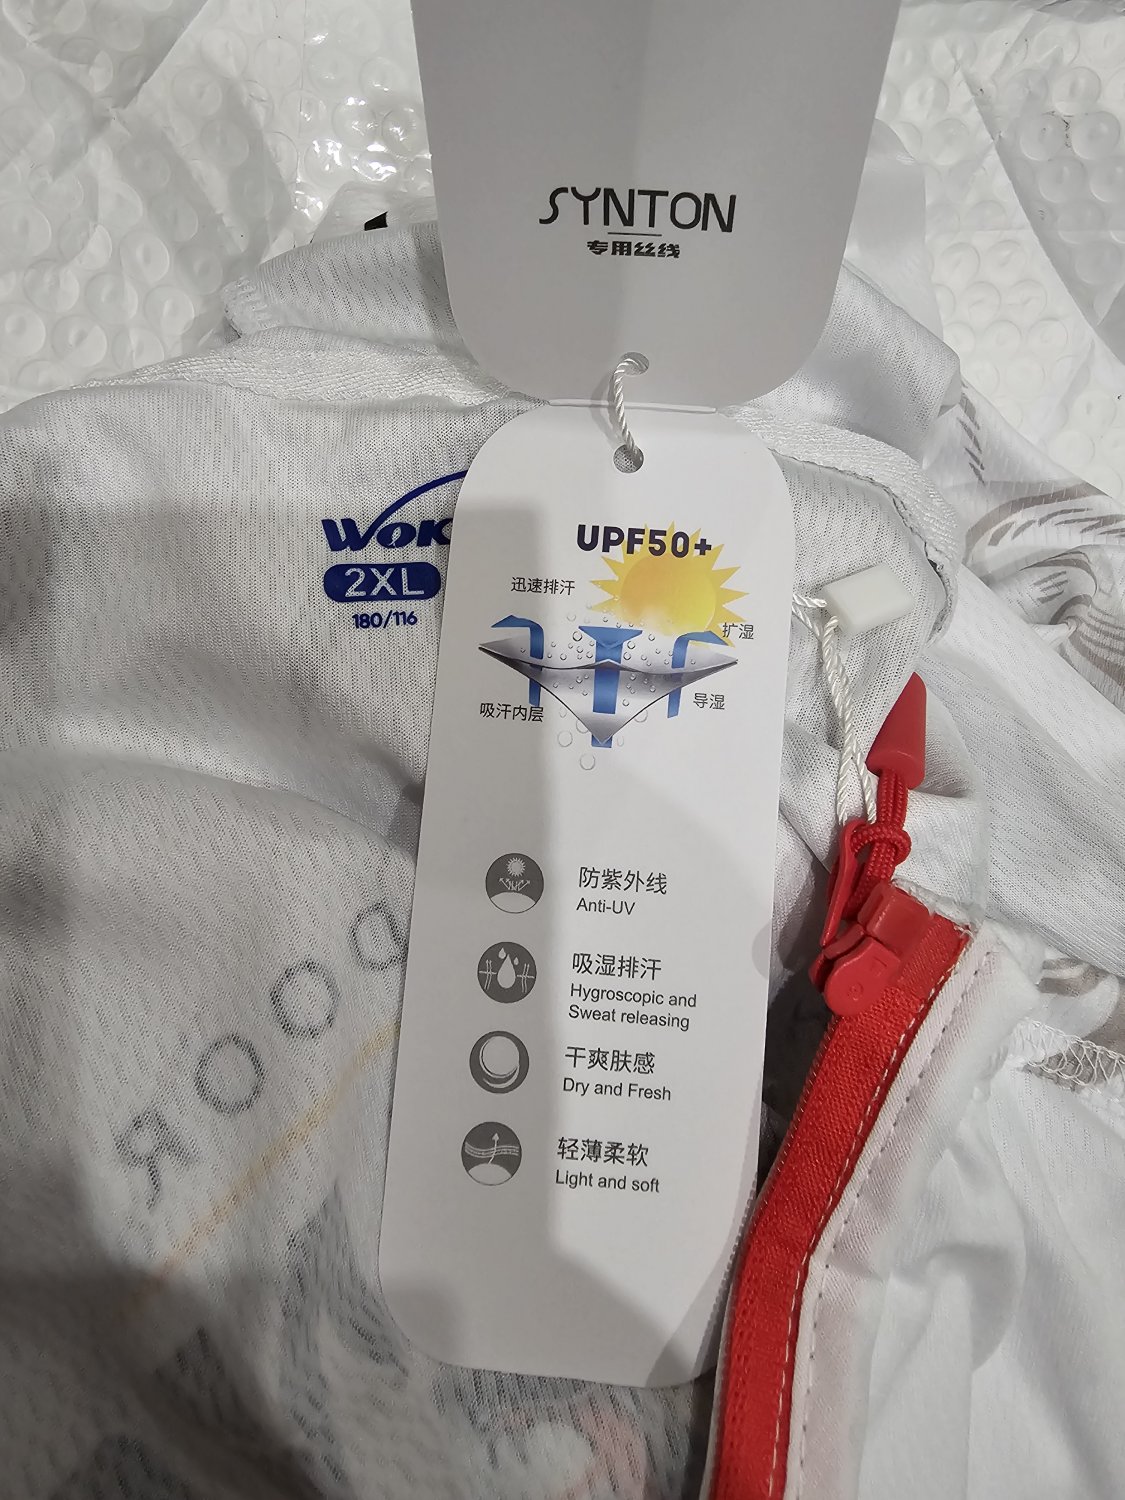 SYNTON
专用丝线
2XL
180/116
UPF50+
迅速排汗
扩湿
吸汗内层
导湿
防紫外线
Anti-UV
吸湿排汗
Hygroscopic and
Sweat releasing
干爽肤感
Dry and Fresh
轻薄柔软
Light and soft